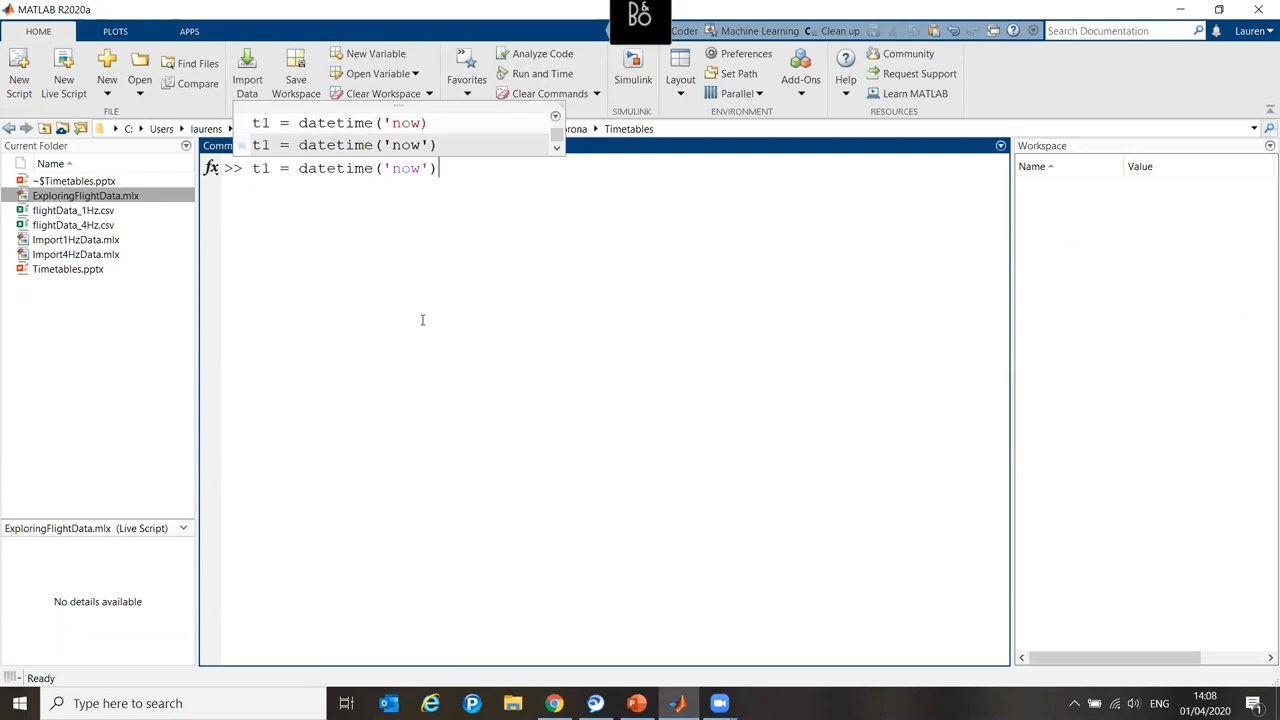 MATLAB R2020a
B&O
HOME
PLOTS
APPS
Coder
Machine Learning
Clean up
Search Documentation
Lauren
New Script
New Live Script
New
Open
Find Files
Compare
Import Data
Save Workspace
New Variable
Open Variable
Clear Workspace
Favorites
Analyze Code
Run and Time
Clear Commands
Simulink
Layout
Preferences
Set Path
Parallel
Add-Ons
Help
Community
Request Support
Learn MATLAB
FILE
SIMULINK
ENVIRONMENT
RESOURCES
C: Users laurens
orona Timetables
t1 = datetime('now)
t1 = datetime('now')
Current Folder
Name
~$Timetables.pptx
ExploringFlightData.mlx
flightData_1Hz.csv
flightData_4Hz.csv
Import1HzData.mlx
Import4HzData.mlx
Timetables.pptx
ExploringFlightData.mlx (Live Script)
No details available
Comm
fx >> t1 = datetime('now')
Workspace
Name Value
Ready
Type here to search
ENG
14:08
01/04/2020
1